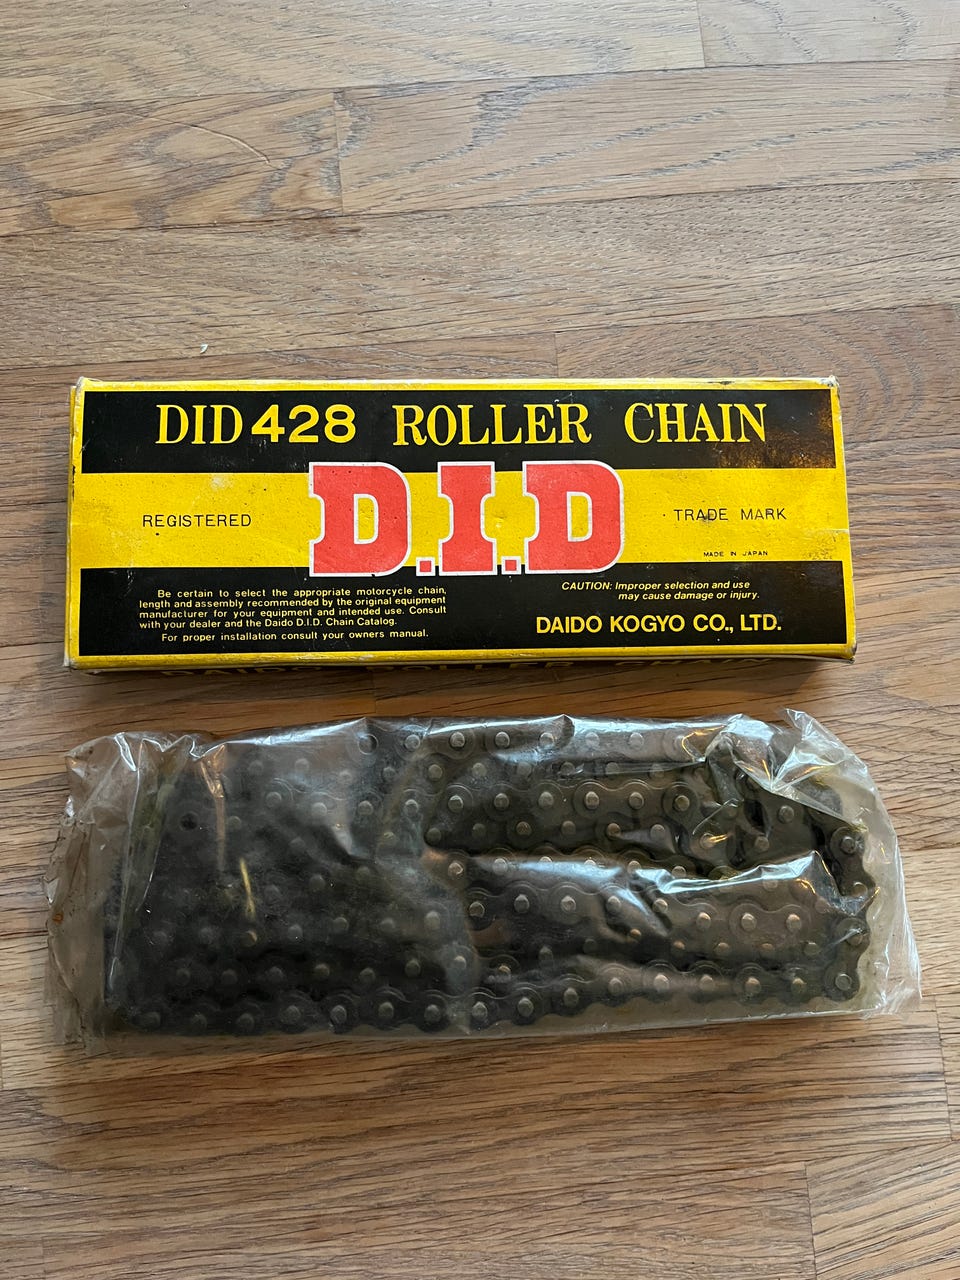 DID 428 ROLLER CHAIN
D.I.D
REGISTERED
TRADE MARK
MADE IN JAPAN
Be certain to select the appropriate motorcycle chain,
length and assembly recommended by the original equipment
manufacturer for your equipment and intended use. Consult
with your dealer and the Daido D.I.D. Chain Catalog.
For proper installation consult your owners manual.
CAUTION: Improper selection and use
may cause damage or injury.
DAIDO KOGYO CO., LTD.
ROLLER CHAIN